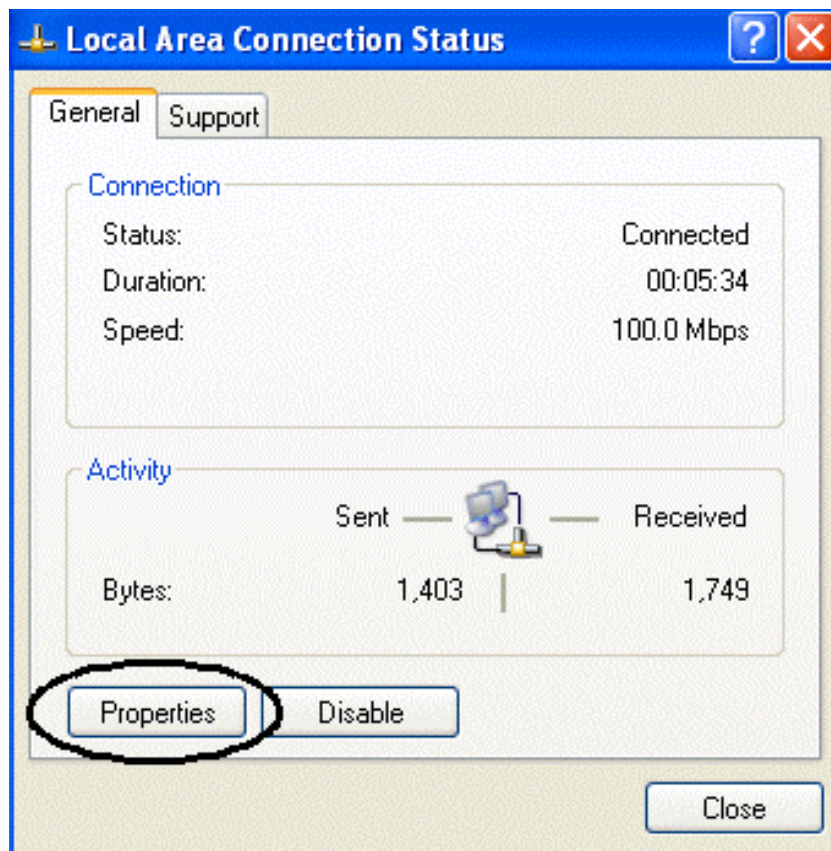 Local Area Connection Status
General Support
Connection
Status: Connected
Duration: 00:05:34
Speed: 100.0 Mbps
Activity
Sent Received
Bytes: 1,403 1,749
Properties Disable
Close